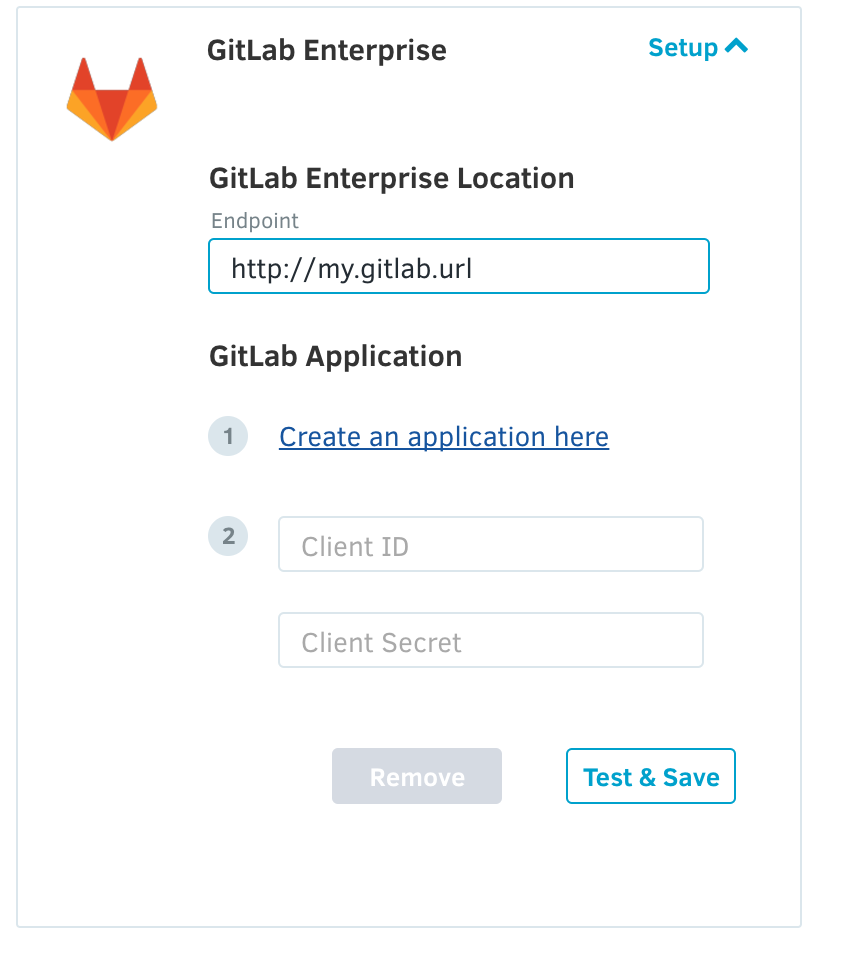 GitLab Enterprise
Setup
GitLab Enterprise Location
Endpoint
http://my.gitlab.url
GitLab Application
1 Create an application here
2 Client ID
Client Secret
Remove
Test & Save